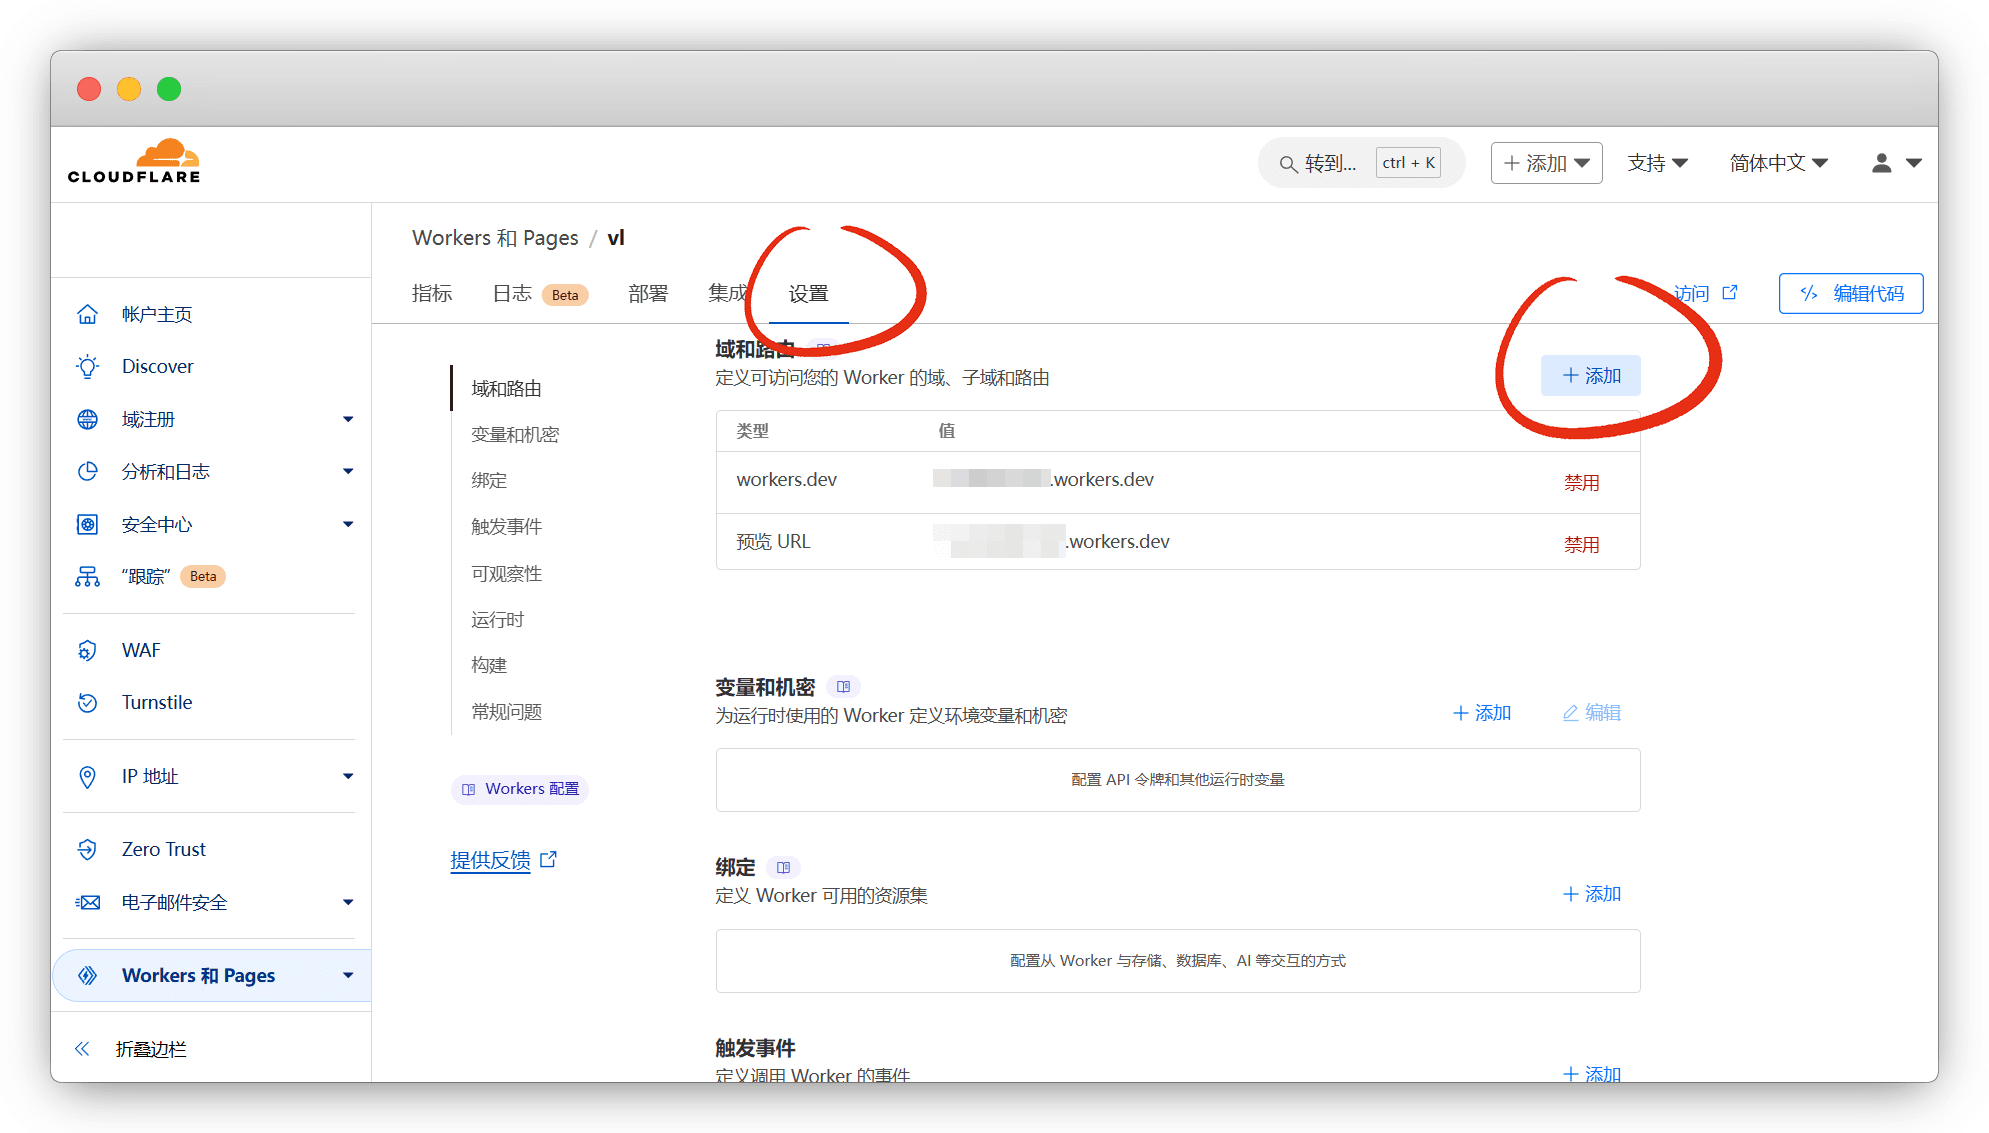 CLOUDFLARE
转到... ctrl + K
添加
支持
简体中文
Workers 和 Pages / vl
指标 日志 Beta 部署 集成 设置
访问
编辑代码
帐户主页
Discover
域注册
分析和日志
安全中心
“跟踪” Beta
WAF
Turnstile
IP 地址
Zero Trust
电子邮件安全
Workers 和 Pages
折叠边栏
域和路由
变量和机密
绑定
触发事件
可观察性
运行时
构建
常规问题
Workers 配置
提供反馈
域和路由
定义可访问您的 Worker 的域、子域和路由
添加
类型 值
workers.dev .workers.dev 禁用
预览 URL .workers.dev 禁用
变量和机密
为运行时使用的 Worker 定义环境变量和机密
添加 编辑
配置 API 令牌和其他运行时变量
绑定
定义 Worker 可用的资源集
添加
配置从 Worker 与存储、数据库、AI 等交互的方式
触发事件
定义调用 Worker 的事件
添加